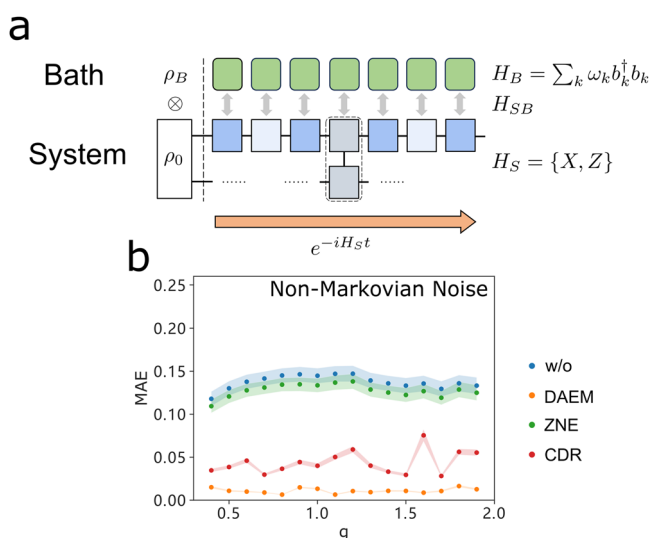 a
Bath
ρ_B
H_B = ∑_k ω_k b_k^† b_k
⊗
H_SB
System
ρ_0
H_S = {X, Z}
...... ...... ......
e^{-iH_S t}
b
Non-Markovian Noise
0.25
0.20
0.15
0.10
0.05
0.00
MAE
0.5 1.0 1.5 2.0
g
w/o
DAEM
ZNE
CDR